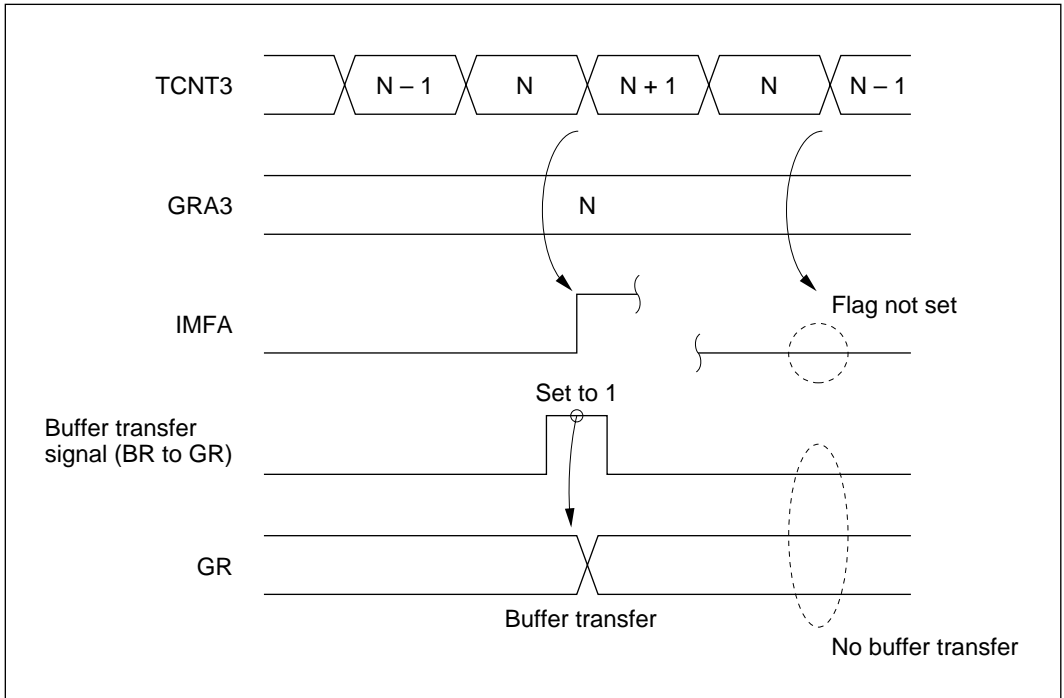 TCNT3
N – 1
N
N + 1
N
N – 1
GRA3
N
IMFA
Flag not set
Set to 1
Buffer transfer
signal (BR to GR)
GR
Buffer transfer
No buffer transfer